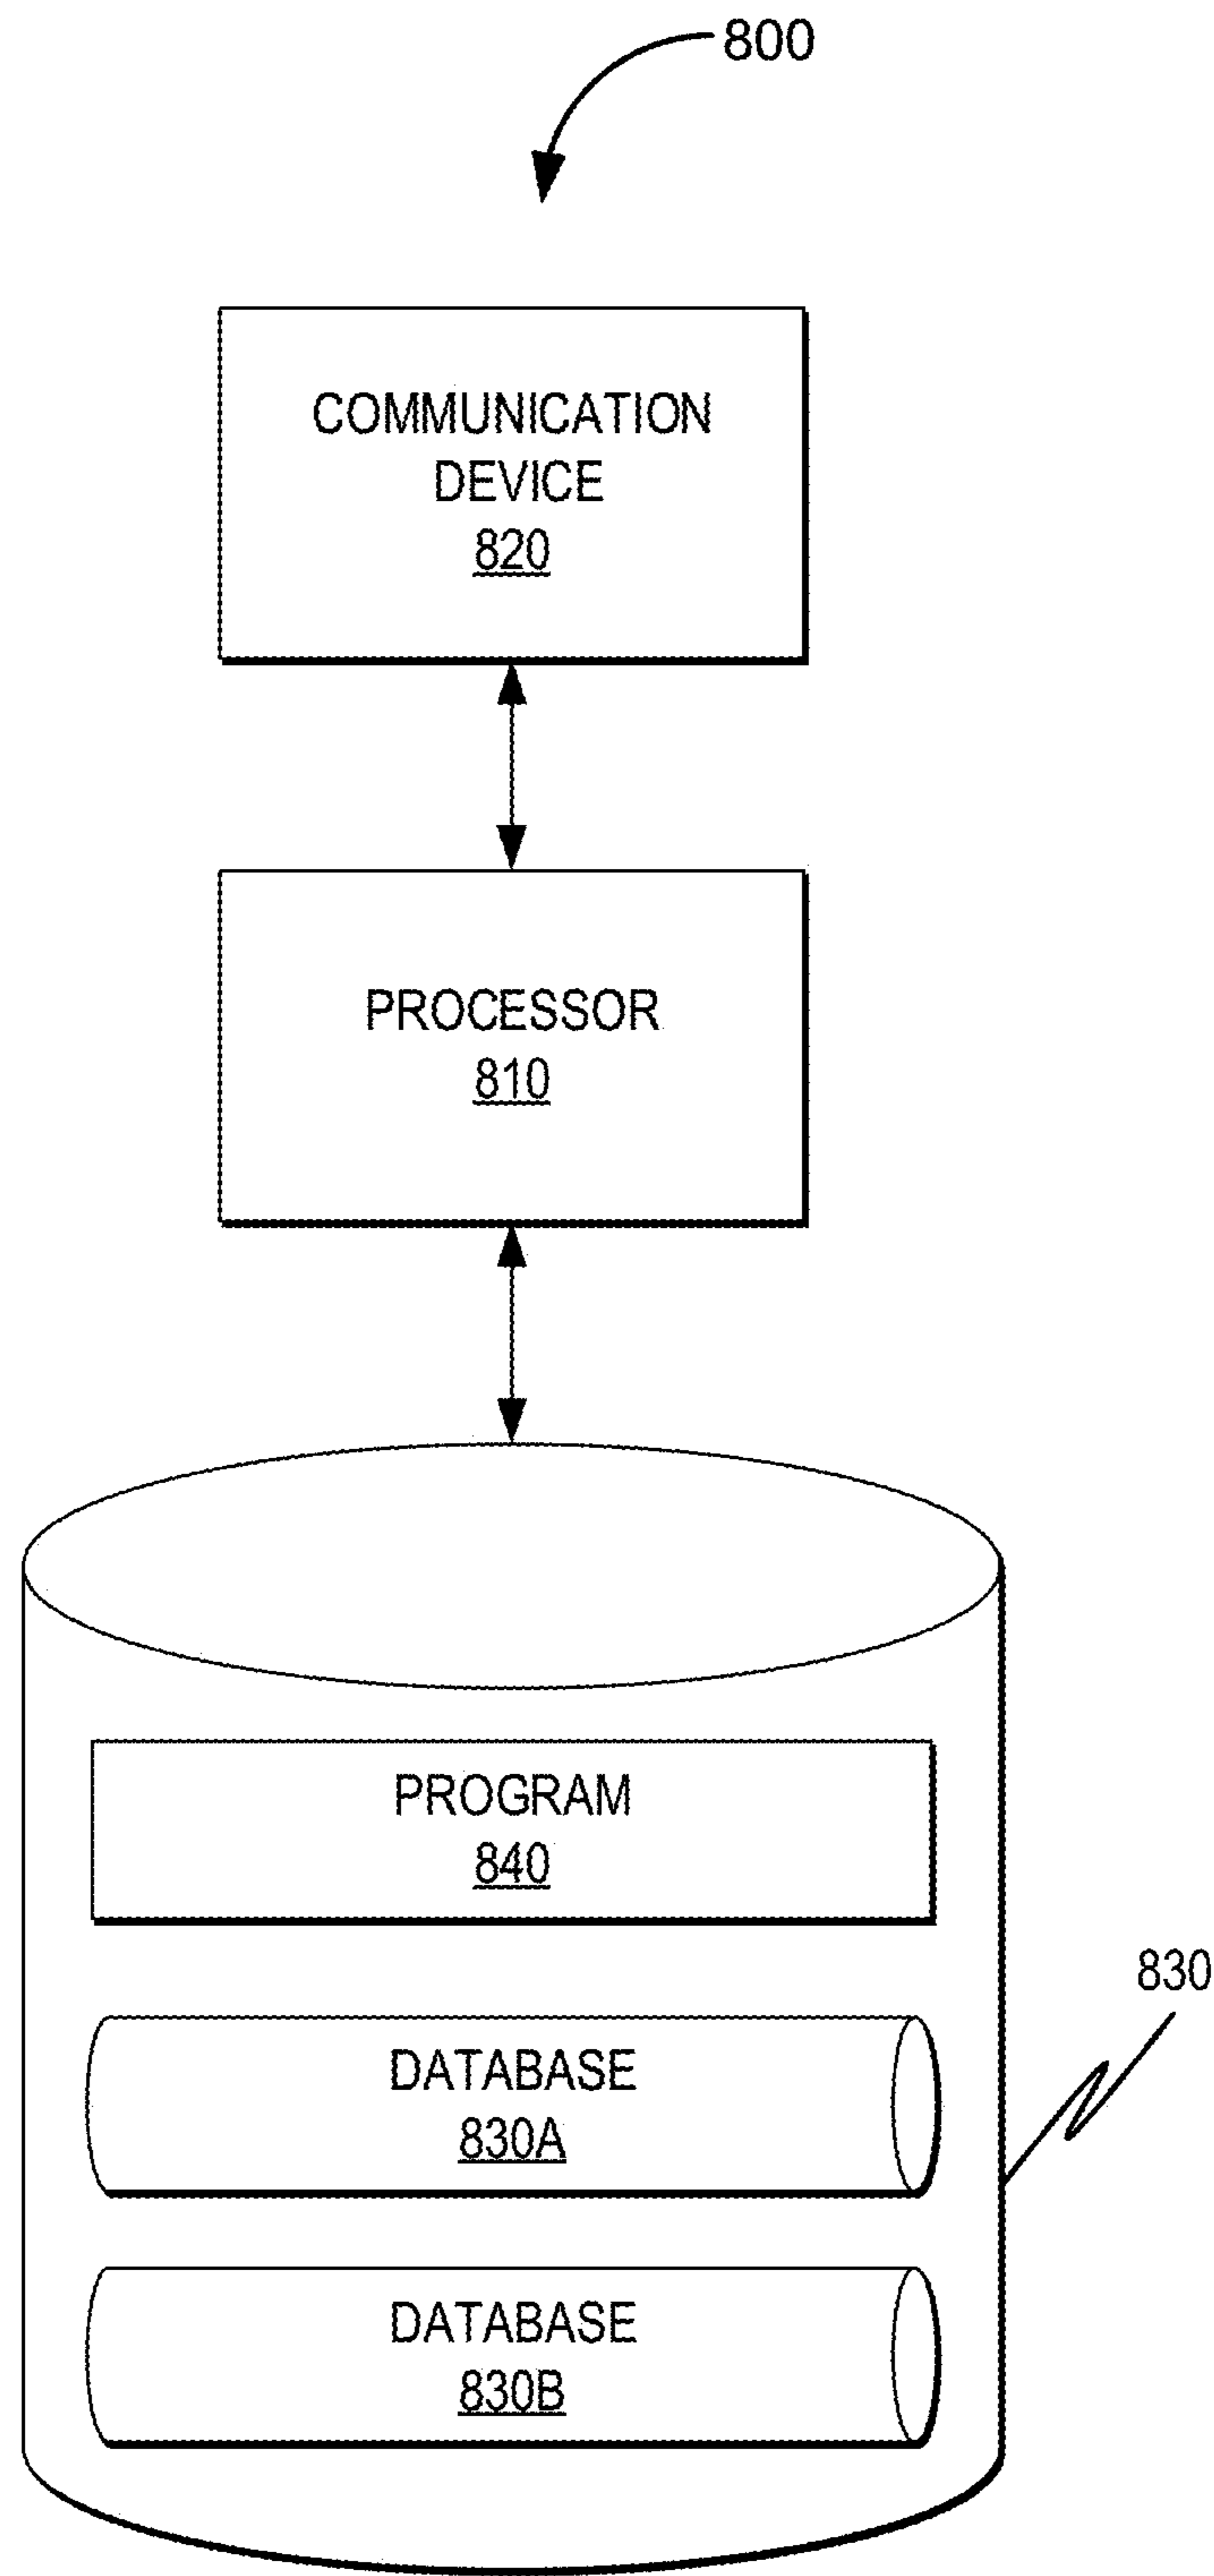 800
COMMUNICATION
DEVICE
820
PROCESSOR
810
PROGRAM
840
830
DATABASE
830A
DATABASE
830B